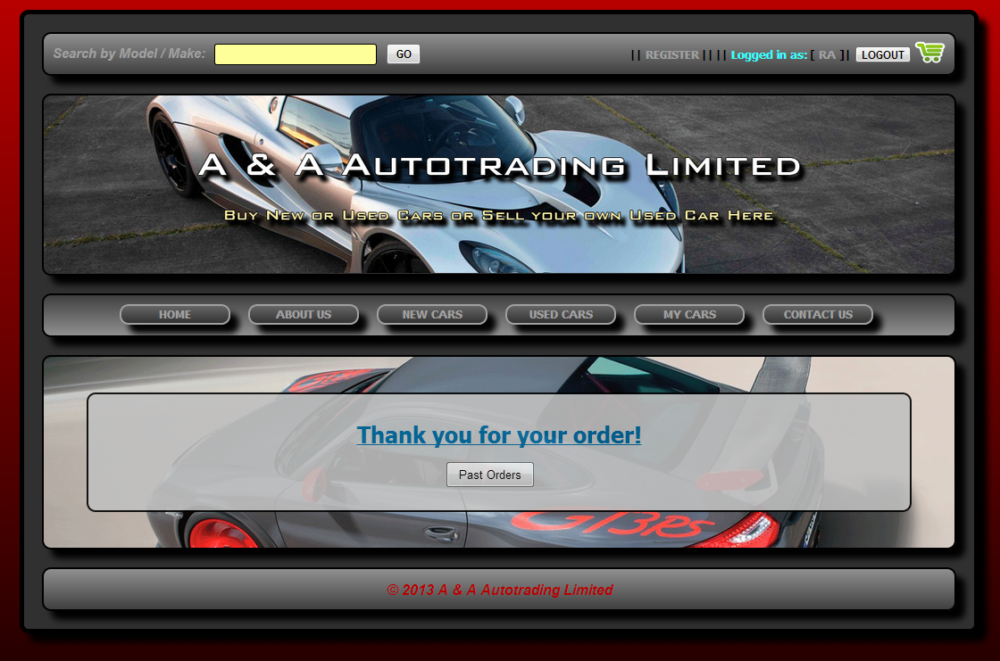 Search by Model / Make: GO || REGISTER || || Logged in as: [ RA ]| LOGOUT
A & A Autotrading Limited
Buy New or Used Cars or Sell your own Used Car Here
HOME ABOUT US NEW CARS USED CARS MY CARS CONTACT US
Thank you for your order!
Past Orders
GT3RS
© 2013 A & A Autotrading Limited